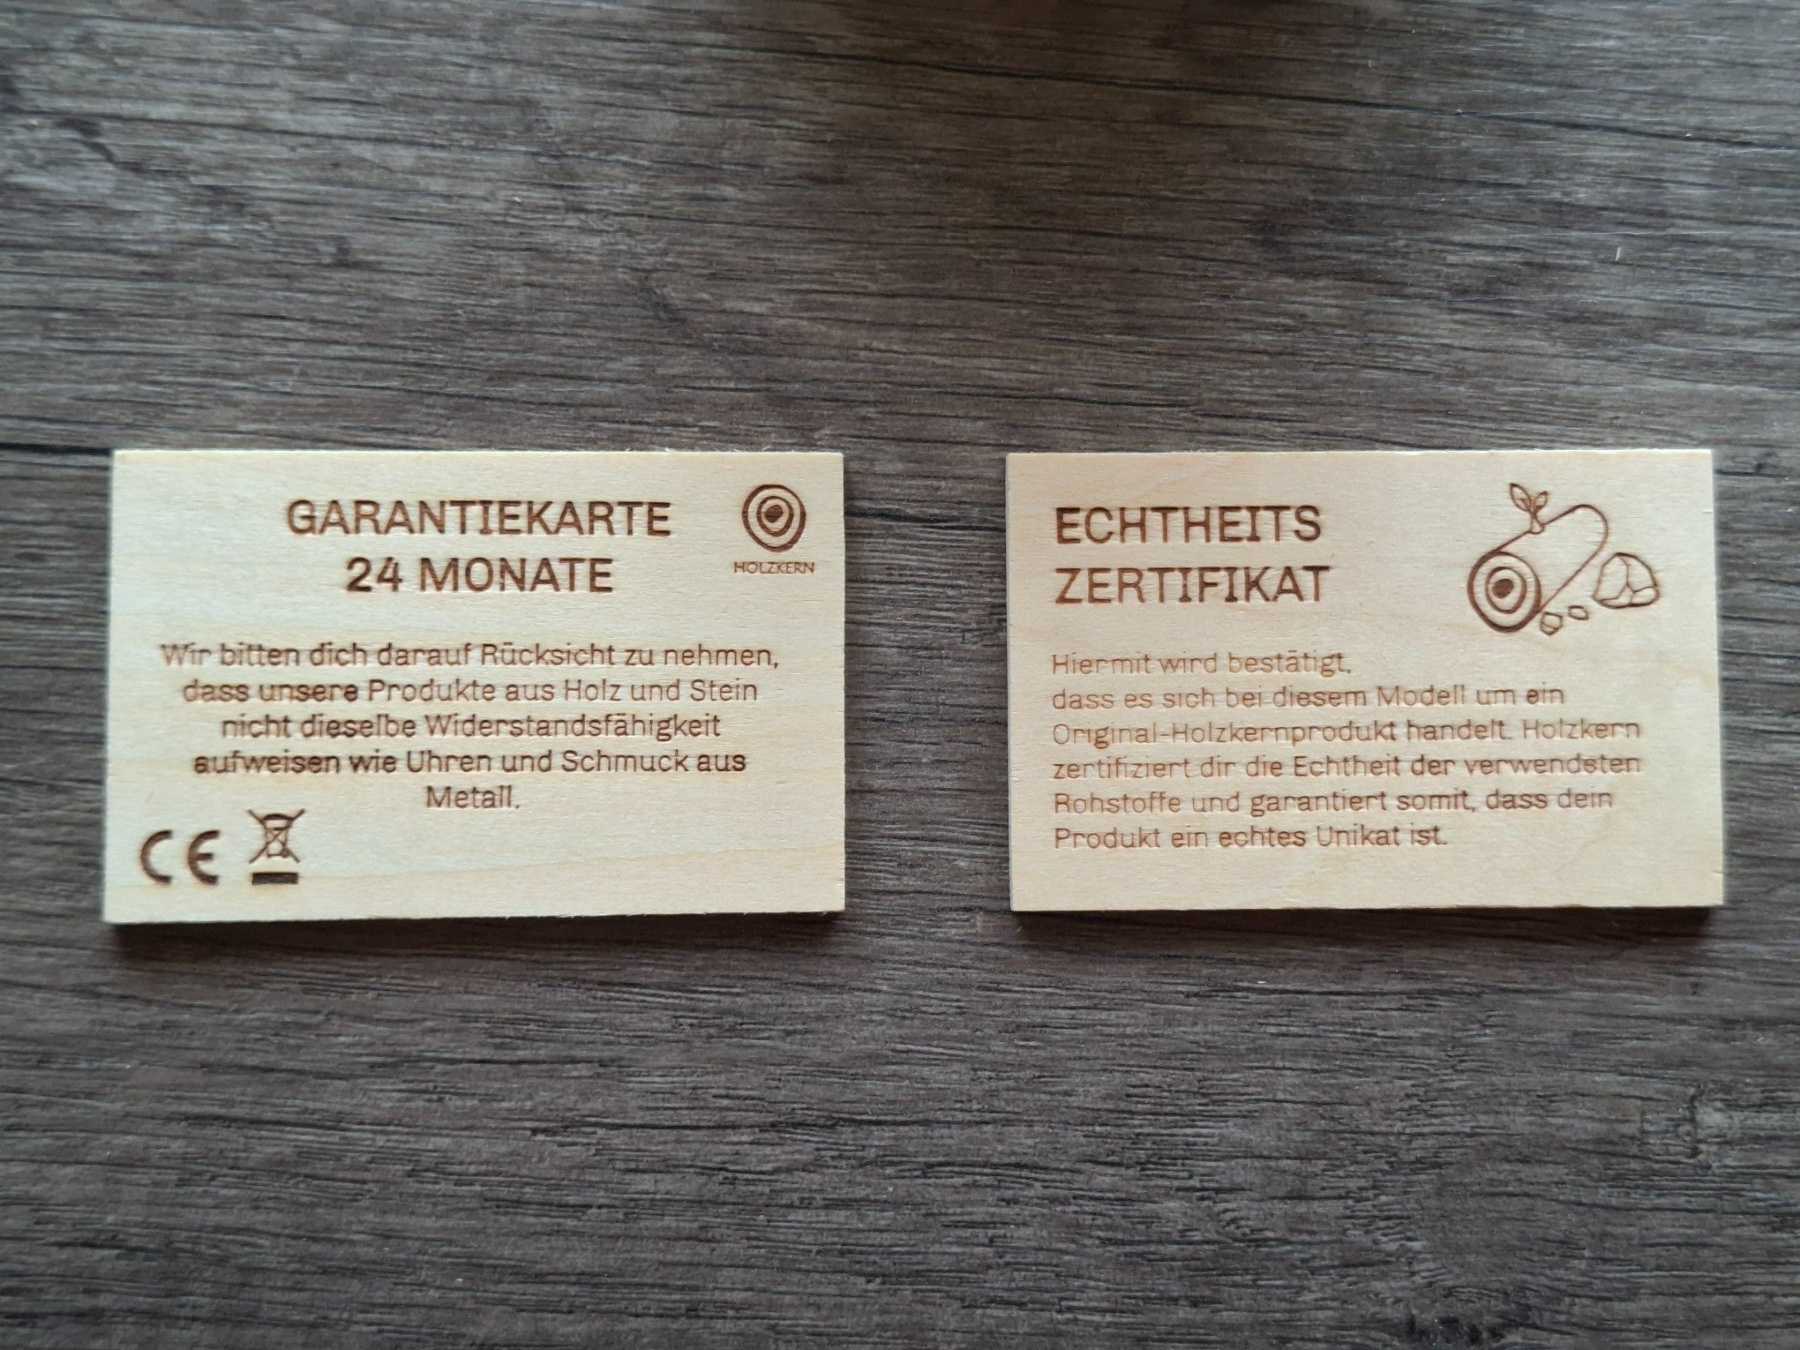 GARANTIEKARTE
24 MONATE
HOLZKERN
Wir bitten dich darauf Rücksicht zu nehmen,
dass unsere Produkte aus Holz und Stein
nicht dieselbe Widerstandsfähigkeit
aufweisen wie Uhren und Schmuck aus
Metall.
CE
ECHTHEITS
ZERTIFIKAT
Hiermit wird bestätigt,
dass es sich bei diesem Modell um ein
Original-Holzkernprodukt handelt. Holzkern
zertifiziert dir die Echtheit der verwendeten
Rohstoffe und garantiert somit, dass dein
Produkt ein echtes Unikat ist.